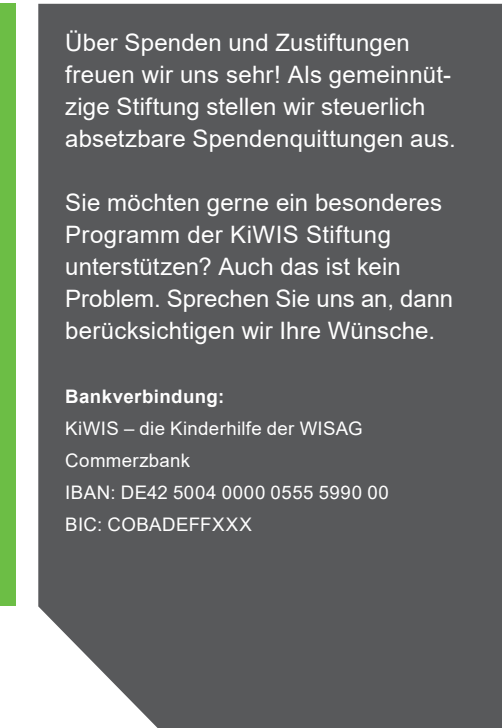 Über Spenden und Zustiftungen
freuen wir uns sehr! Als gemeinnüt-
zige Stiftung stellen wir steuerlich
absetzbare Spendenquittungen aus.
Sie möchten gerne ein besonderes
Programm der KiWIS Stiftung
unterstützen? Auch das ist kein
Problem. Sprechen Sie uns an, dann
berücksichtigen wir Ihre Wünsche.
Bankverbindung:
KiWIS – die Kinderhilfe der WISAG
Commerzbank
IBAN: DE42 5004 0000 0555 5990 00
BIC: COBADEFFXXX